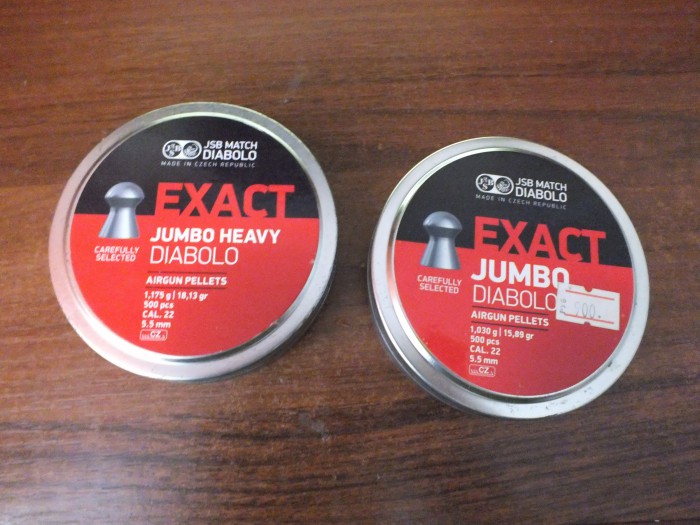 JSB MATCH
DIABOLO
MADE IN CZECH REPUBLIC
EXACT
CAREFULLY
SELECTED
JUMBO HEAVY
DIABOLO
AIRGUN PELLETS
1,175 g | 18,13 gr
500 pcs
CAL. 22
5.5 mm
CZ
JSB MATCH
DIABOLO
MADE IN CZECH REPUBLIC
EXACT
CAREFULLY
SELECTED
JUMBO
DIABOLO
AIRGUN PELLETS
1,030 g | 15,89 gr
500 pcs
CAL. 22
5.5 mm
CZ